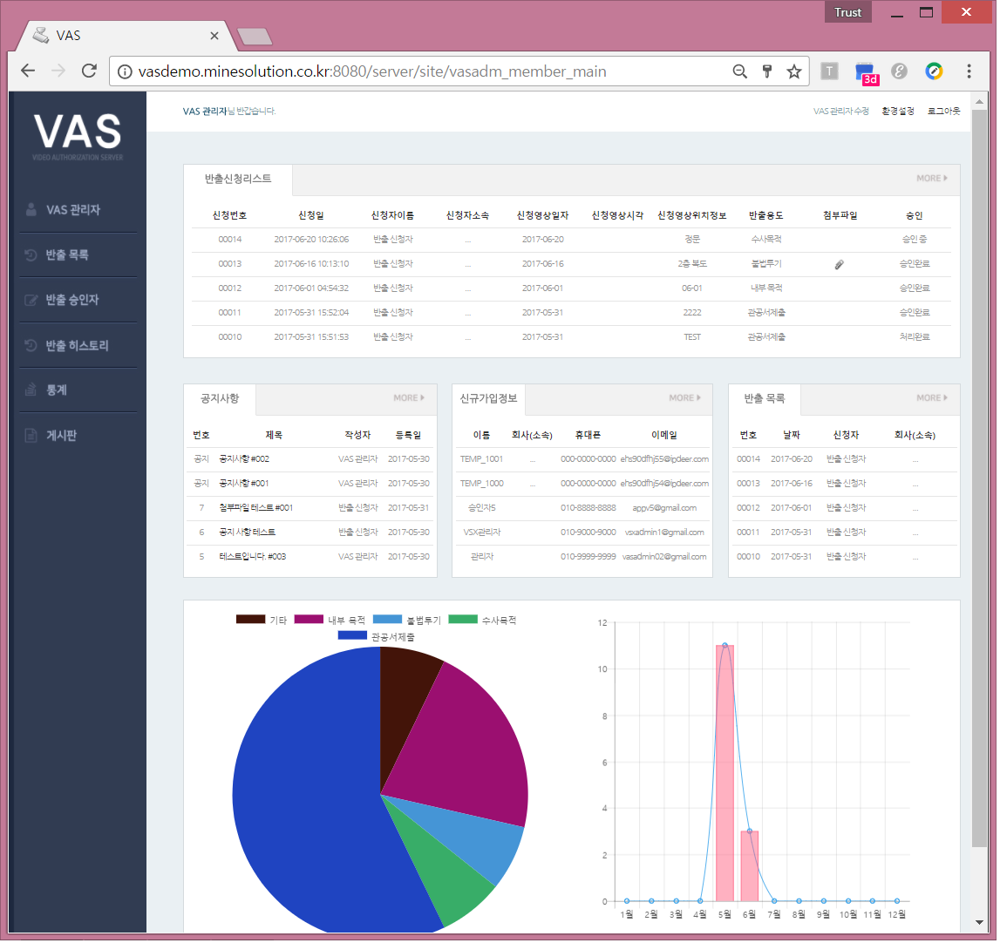 Trust
VAS
vasdemo.minesolution.co.kr:8080/server/site/vasadm_member_main
T
3d
VAS
VIDEO AUTHORIZATION SERVER
VAS 관리자님 반갑습니다.
VAS 관리자 수정 환경설정 로그아웃
VAS 관리자
반출 목록
반출 승인자
반출 히스토리
통계
게시판
반출신청리스트 MORE
신청번호 신청일 신청자이름 신청자소속 신청영상일자 신청영상시각 신청영상위치정보 반출용도 첨부파일 승인
00014 2017-06-20 10:26:06 반출 신청자 ... 2017-06-20 정문 수사목적 승인 중
00013 2017-06-16 10:13:10 반출 신청자 ... 2017-06-16 2층 복도 불법투기 승인완료
00012 2017-06-01 04:54:32 반출 신청자 ... 2017-06-01 06-01 내부 목적 승인완료
00011 2017-05-31 15:52:04 반출 신청자 ... 2017-05-31 2222 관공서제출 승인완료
00010 2017-05-31 15:51:53 반출 신청자 ... 2017-05-31 TEST 관공서제출 처리완료
공지사항 MORE
번호 제목 작성자 등록일
공지 공지사항 #002 VAS 관리자 2017-05-30
공지 공지사항 #001 VAS 관리자 2017-05-30
7 첨부파일 테스트 #001 반출 신청자 2017-05-31
6 공지 사항 테스트 반출 신청자 2017-05-30
5 테스트입니다. #003 VAS 관리자 2017-05-30
신규가입정보 MORE
이름 회사(소속) 휴대폰 이메일
TEMP_1001 ... 000-0000-0000 ehs90dfhj55@ipdeer.com
TEMP_1000 ... 000-0000-0000 ehs90dfhj54@ipdeer.com
승인자5 010-8888-8888 appv5@gmail.com
VSX관리자 010-9000-9000 vsxadmin1@gmail.com
관리자 010-9999-9999 vasadmin02@gmail.com
반출 목록 MORE
번호 날짜 신청자 회사(소속)
00014 2017-06-20 반출 신청자 ...
00013 2017-06-16 반출 신청자 ...
00012 2017-06-01 반출 신청자 ...
00011 2017-05-31 반출 신청자 ...
00010 2017-05-31 반출 신청자 ...
기타 내부 목적 불법투기 수사목적
관공서제출
12
10
8
6
4
2
0
1월 2월 3월 4월 5월 6월 7월 8월 9월 10월 11월 12월